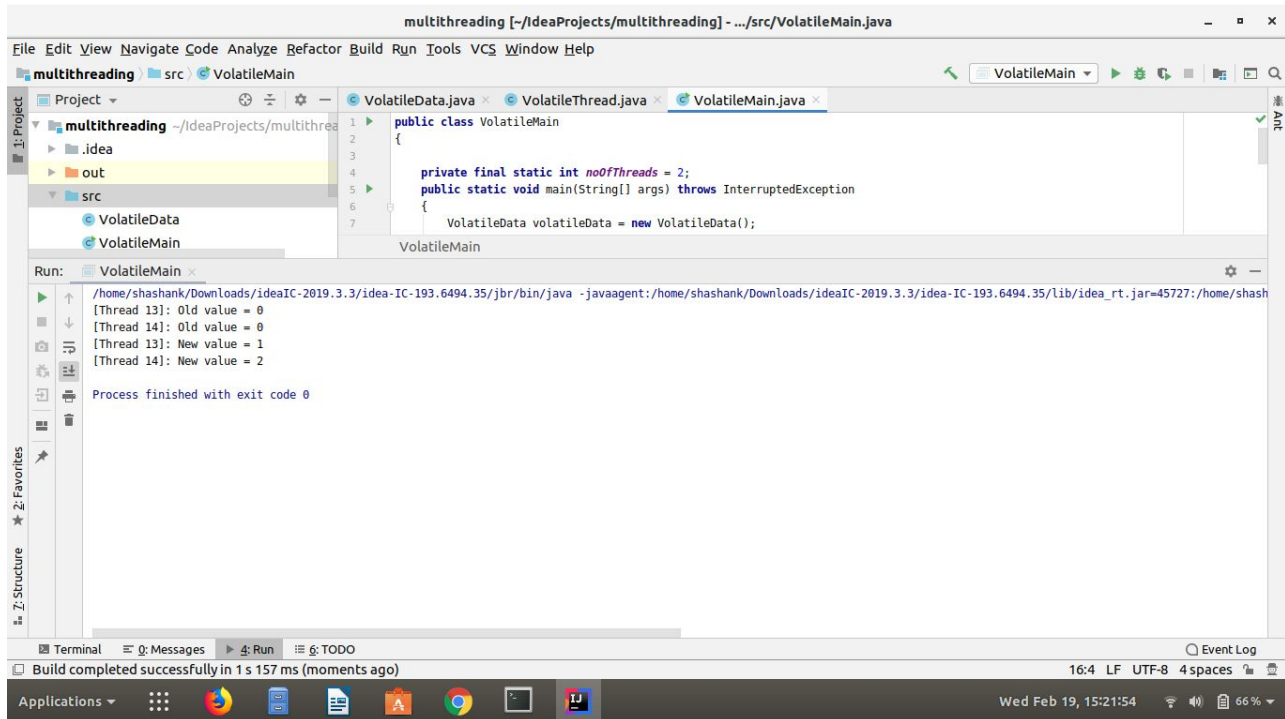 multithreading [~/IdeaProjects/multithreading] - .../src/VolatileMain.java
File Edit View Navigate Code Analyze Refactor Build Run Tools VCS Window Help
multithreading src VolatileMain
VolatileMain
Project
VolatileData.java
VolatileThread.java
VolatileMain.java
1: Project
Ant
multithreading ~/IdeaProjects/multithrea
.idea
out
src
VolatileData
VolatileMain
1 public class VolatileMain
2 {
3
4 private final static int noOfThreads = 2;
5 public static void main(String[] args) throws InterruptedException
6 {
7 VolatileData volatileData = new VolatileData();
VolatileMain
Run: VolatileMain
/home/shashank/Downloads/ideaIC-2019.3.3/idea-IC-193.6494.35/jbr/bin/java -javaagent:/home/shashank/Downloads/ideaIC-2019.3.3/idea-IC-193.6494.35/lib/idea_rt.jar=45727:/home/shash
[Thread 13]: Old value = 0
[Thread 14]: Old value = 0
[Thread 13]: New value = 1
[Thread 14]: New value = 2
Process finished with exit code 0
2: Favorites
7: Structure
Terminal 0: Messages 4: Run 6: TODO Event Log
Build completed successfully in 1 s 157 ms (moments ago) 16:4 LF UTF-8 4 spaces
Applications Wed Feb 19, 15:21:54 66 %